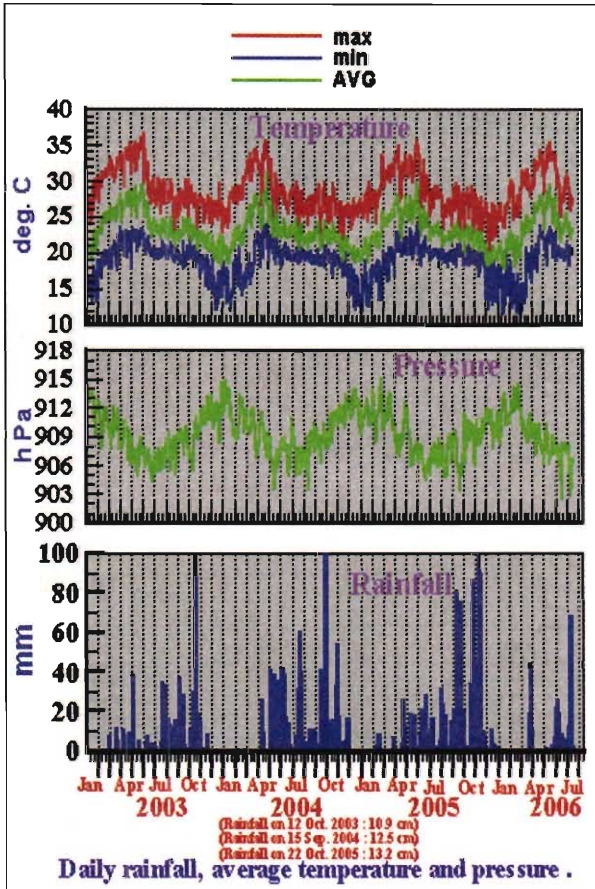 max
min
AVG
Temperature
deg. C
40
35
30
25
20
15
10
Pressure
hPa
918
915
912
909
906
903
900
Rainfall
mm
100
80
60
40
20
0
Jan Apr Jul Oct Jan Apr Jul Oct Jan Apr Jul Oct Jan Apr Jul
2003 2004 2005 2006
(Rainfall on 12 Oct. 2003 : 10.9 cm)
(Rainfall on 15 Sep. 2004 : 12.5 cm)
(Rainfall on 22 Oct. 2005 : 13.2 cm)
Daily rainfall, average temperature and pressure .